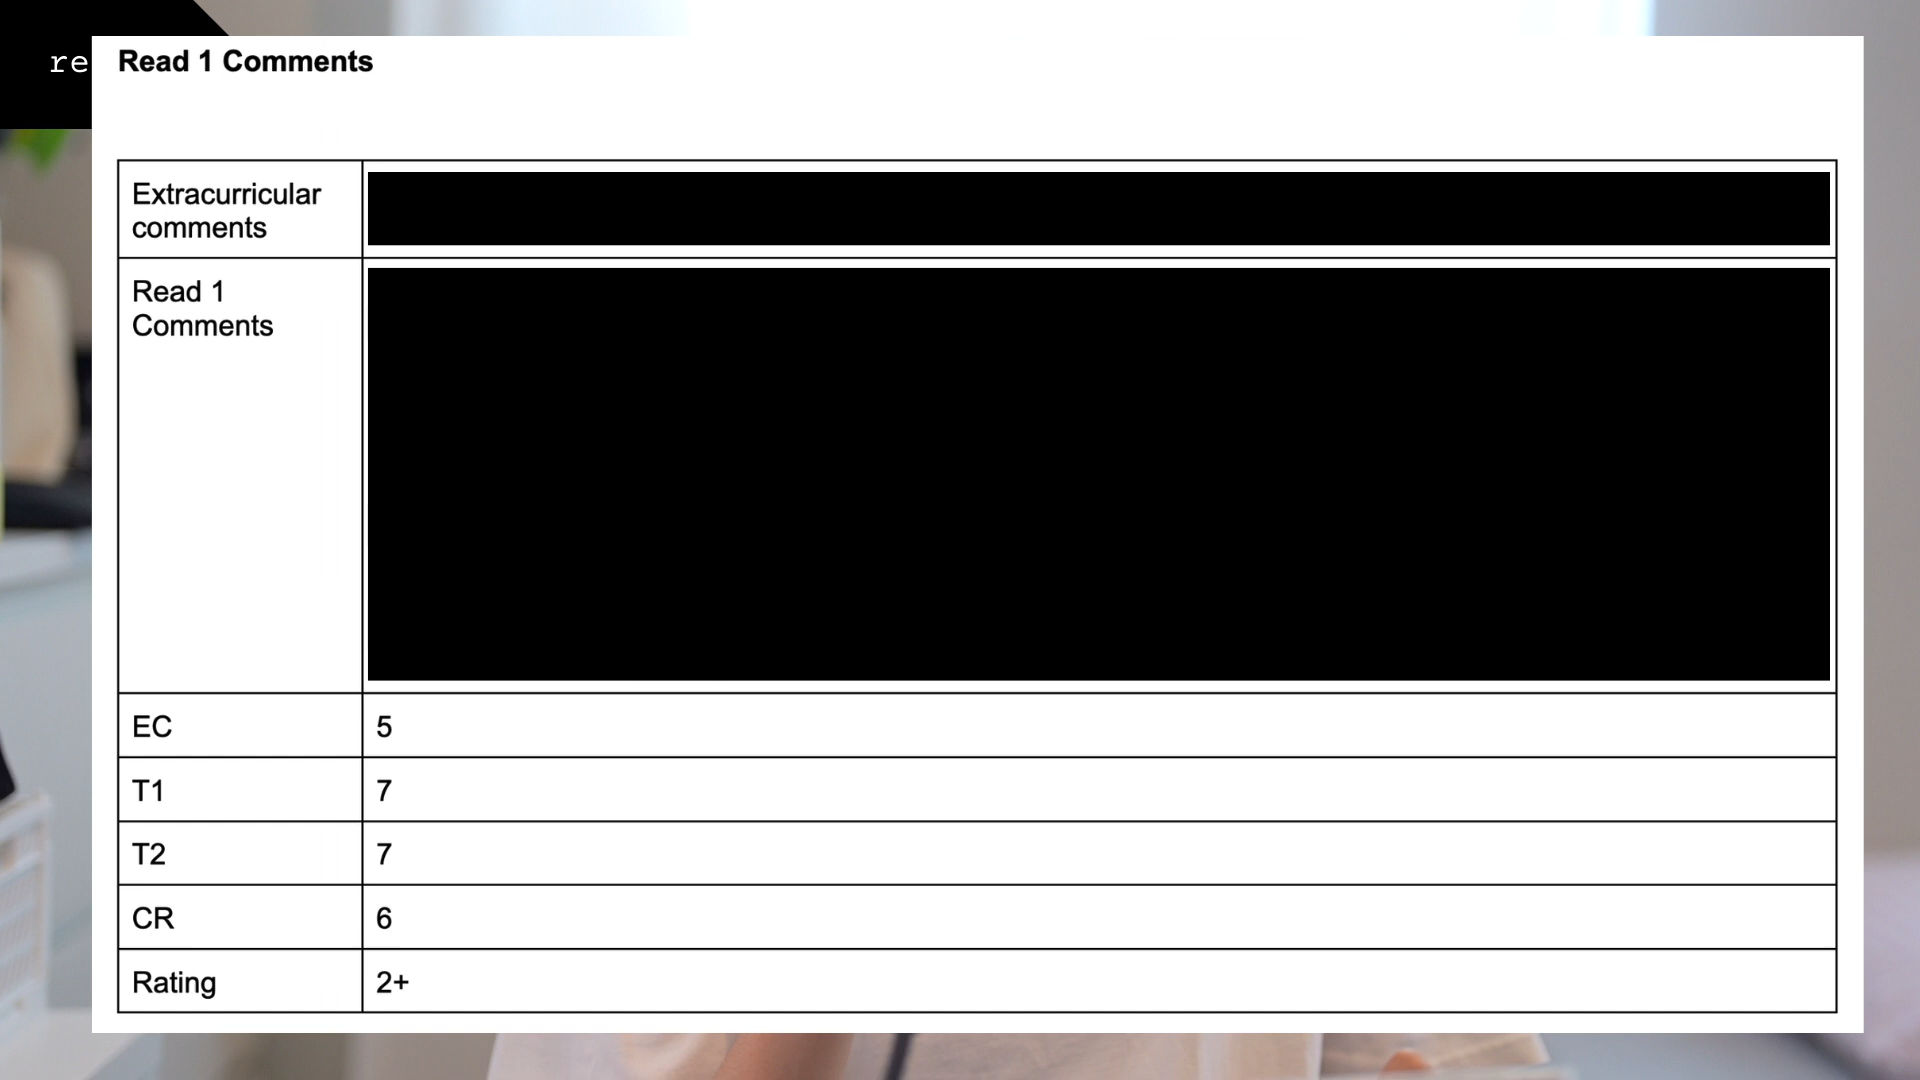 re
Read 1 Comments
Extracurricular
comments
Read 1
Comments
EC 5
T1 7
T2 7
CR 6
Rating 2+